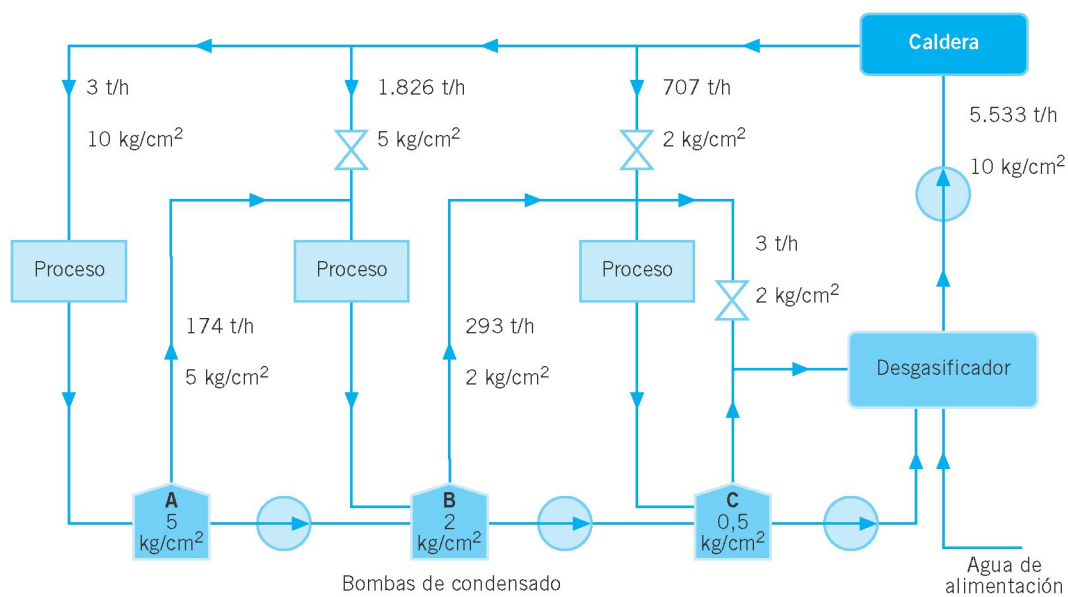 Caldera
3 t/h
10 kg/cm²
1.826 t/h
5 kg/cm²
707 t/h
2 kg/cm²
5.533 t/h
10 kg/cm²
Proceso
Proceso
Proceso
3 t/h
2 kg/cm²
174 t/h
5 kg/cm²
293 t/h
2 kg/cm²
Desgasificador
A
5
kg/cm²
B
2
kg/cm²
C
0,5
kg/cm²
Bombas de condensado
Agua de
alimentación